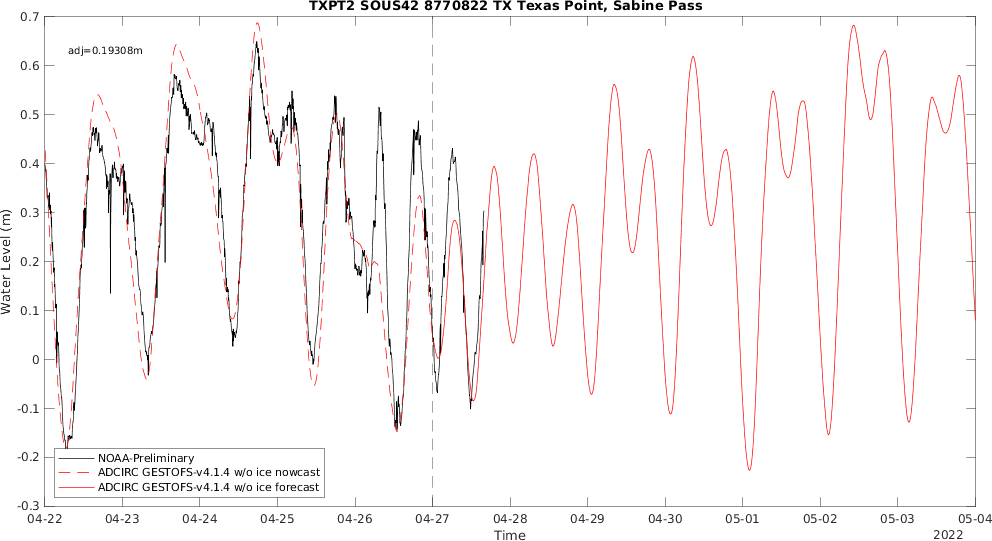 TXPT2 SOUS42 8770822 TX Texas Point, Sabine Pass
0.7
0.6
0.5
0.4
0.3
0.2
0.1
0
-0.1
-0.2
-0.3
Water Level (m)
adj=0.19308m
NOAA-Preliminary
ADCIRC GESTOFS-v4.1.4 w/o ice nowcast
ADCIRC GESTOFS-v4.1.4 w/o ice forecast
04-22 04-23 04-24 04-25 04-26 04-27 04-28 04-29 04-30 05-01 05-02 05-03 05-04
Time
2022